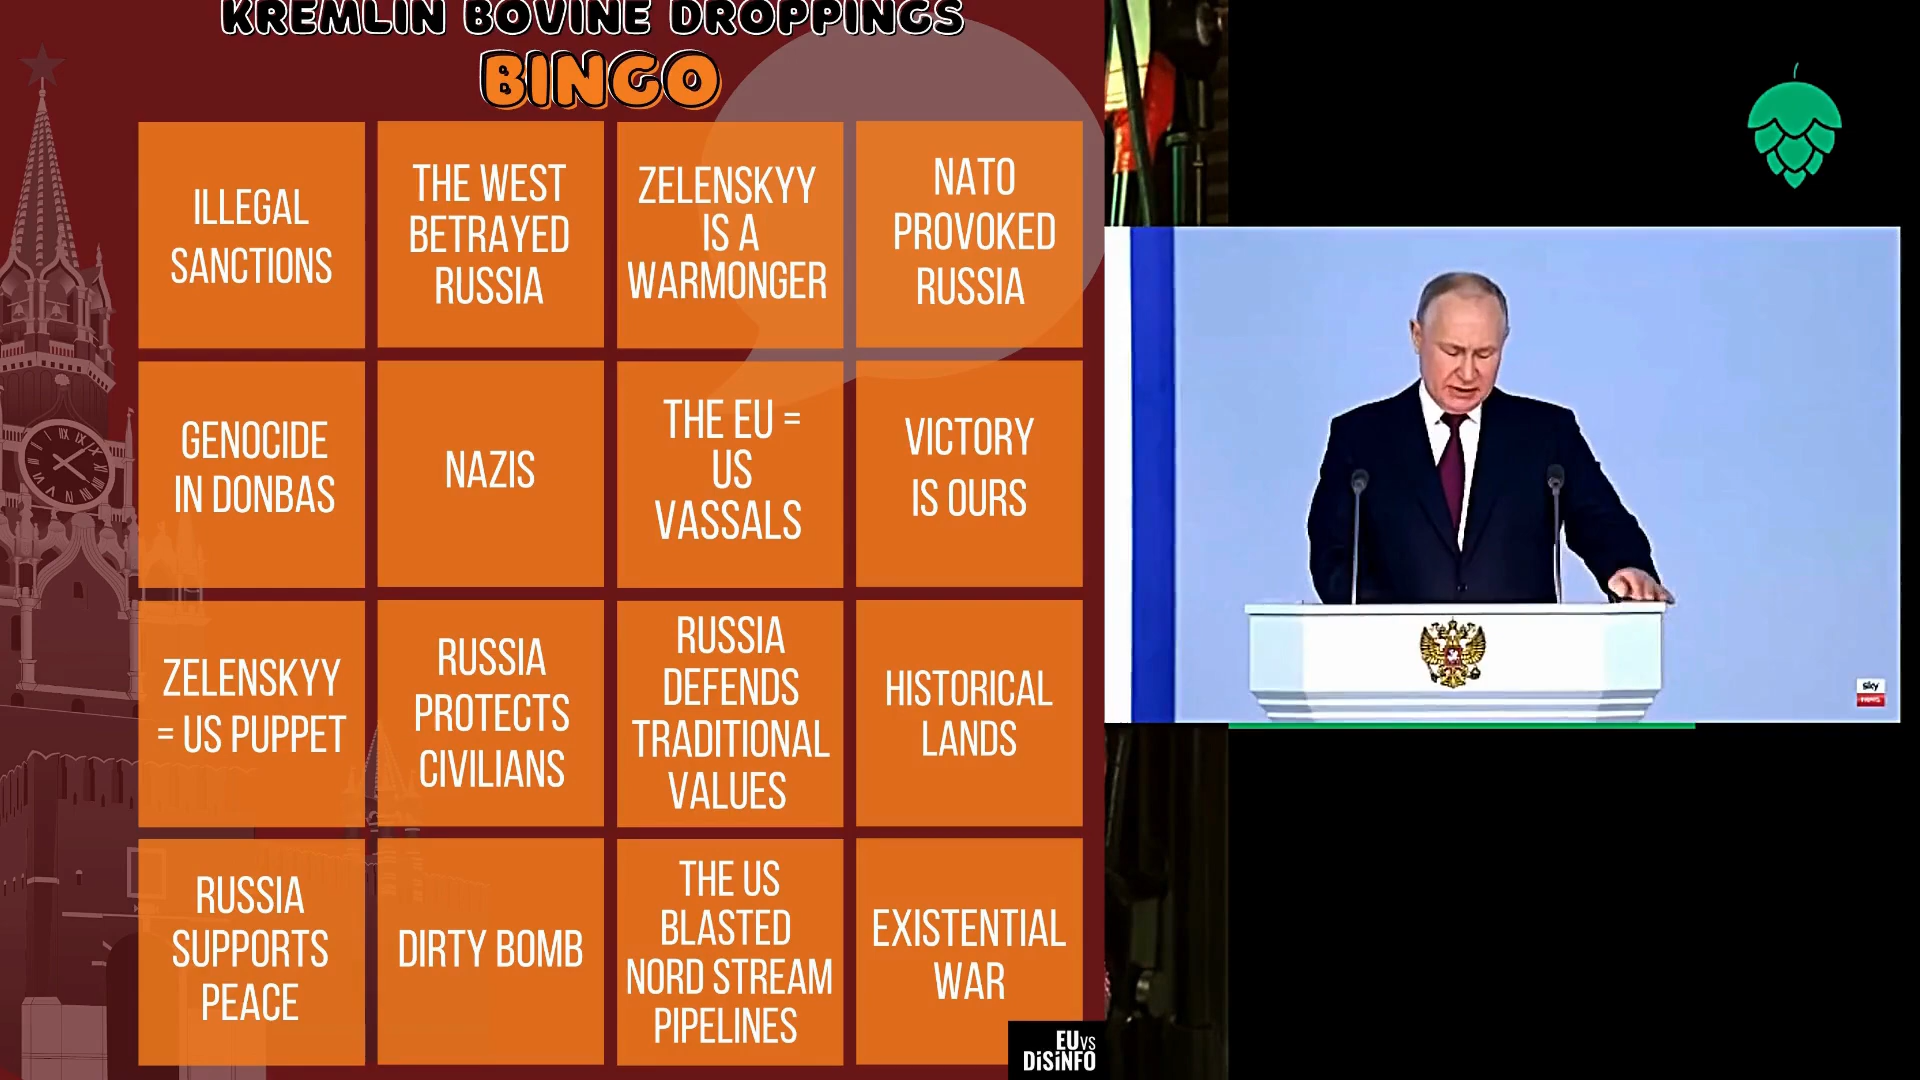 KREMLIN BOVINE DROPPINGS
BINGO
ILLEGAL
SANCTIONS
THE WEST
BETRAYED
RUSSIA
ZELENSKYY
IS A
WARMONGER
NATO
PROVOKED
RUSSIA
GENOCIDE
IN DONBAS
NAZIS
THE EU =
US
VASSALS
VICTORY
IS OURS
ZELENSKYY
= US PUPPET
RUSSIA
PROTECTS
CIVILIANS
RUSSIA
DEFENDS
TRADITIONAL
VALUES
HISTORICAL
LANDS
RUSSIA
SUPPORTS
PEACE
DIRTY BOMB
THE US
BLASTED
NORD STREAM
PIPELINES
EXISTENTIAL
WAR
EUVS
DiSiNFO
sky
news